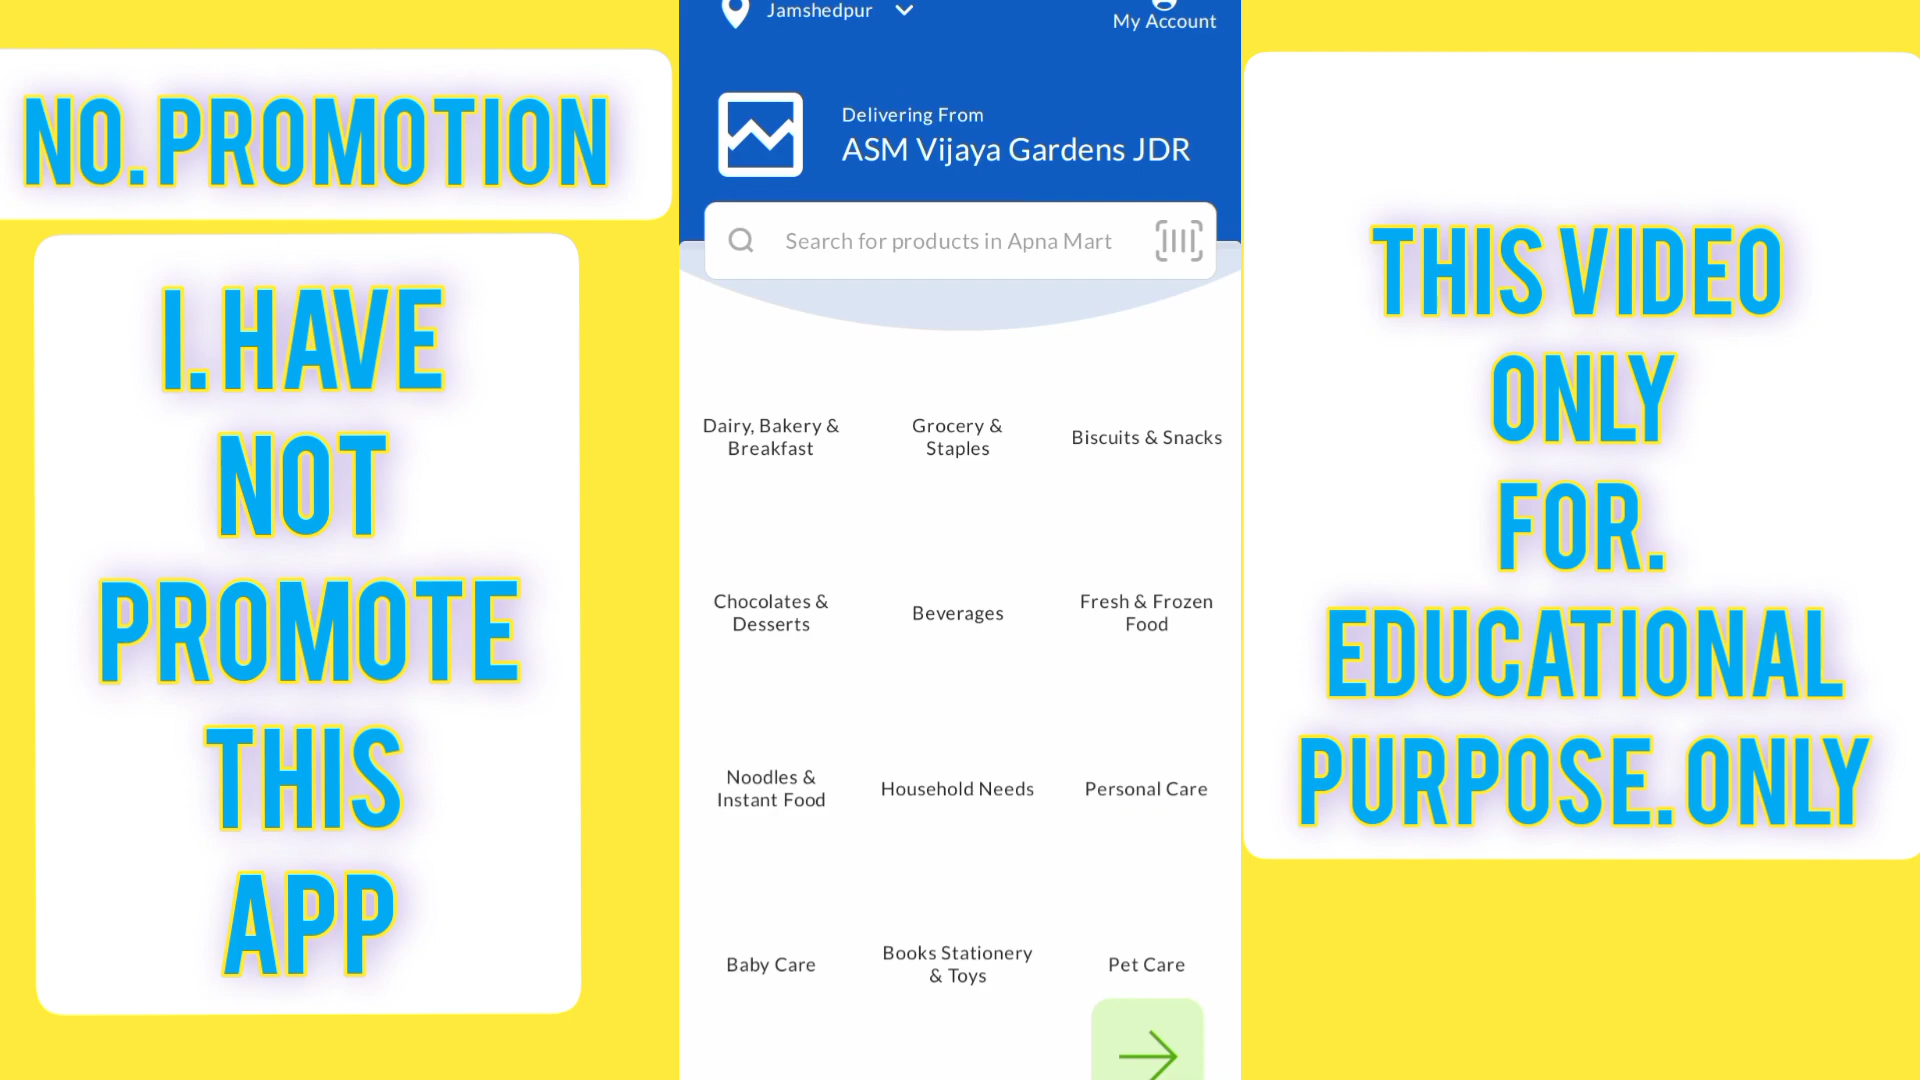 NO. PROMOTION
I. HAVE
NOT
PROMOTE
THIS
APP
Jamshedpur
My Account
Delivering From
ASM Vijaya Gardens JDR
Search for products in Apna Mart
Dairy, Bakery &
Breakfast
Grocery &
Staples
Biscuits & Snacks
Chocolates &
Desserts
Beverages
Fresh & Frozen
Food
Noodles &
Instant Food
Household Needs
Personal Care
Baby Care
Books Stationery
& Toys
Pet Care
THIS VIDEO
ONLY
FOR.
EDUCATIONAL
PURPOSE. ONLY